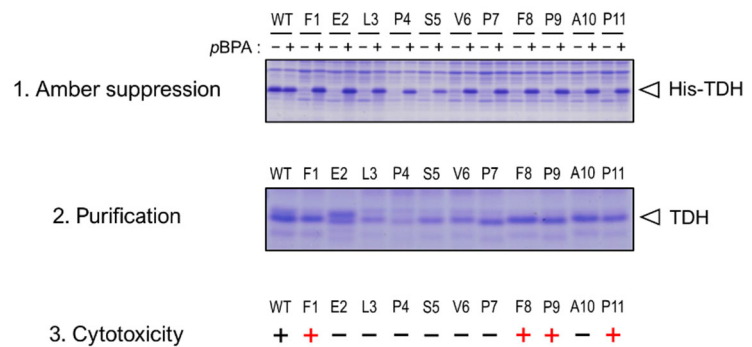 WT F1 E2 L3 P4 S5 V6 P7 F8 P9 A10 P11
pBPA : - + - + - + - + - + - + - + - + - + - + - + - +
1. Amber suppression
His-TDH
WT F1 E2 L3 P4 S5 V6 P7 F8 P9 A10 P11
2. Purification
TDH
WT F1 E2 L3 P4 S5 V6 P7 F8 P9 A10 P11
3. Cytotoxicity + + - - - - - - + + - +